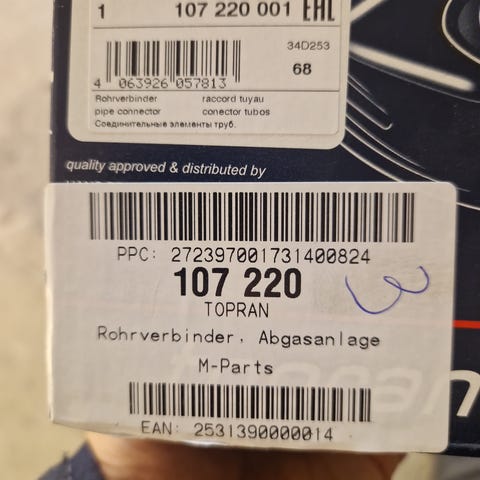 1 107 220 001 EAC
34D253
68
4 063926 057813
Rohrverbinder raccord tuyau
pipe connector conector tubos
Соединительные элементы труб.
quality approved & distributed by
PPC: 272397001731400824
107 220
TOPRAN
Rohrverbinder, Abgasanlage
M-Parts
EAN: 2531390000014
3